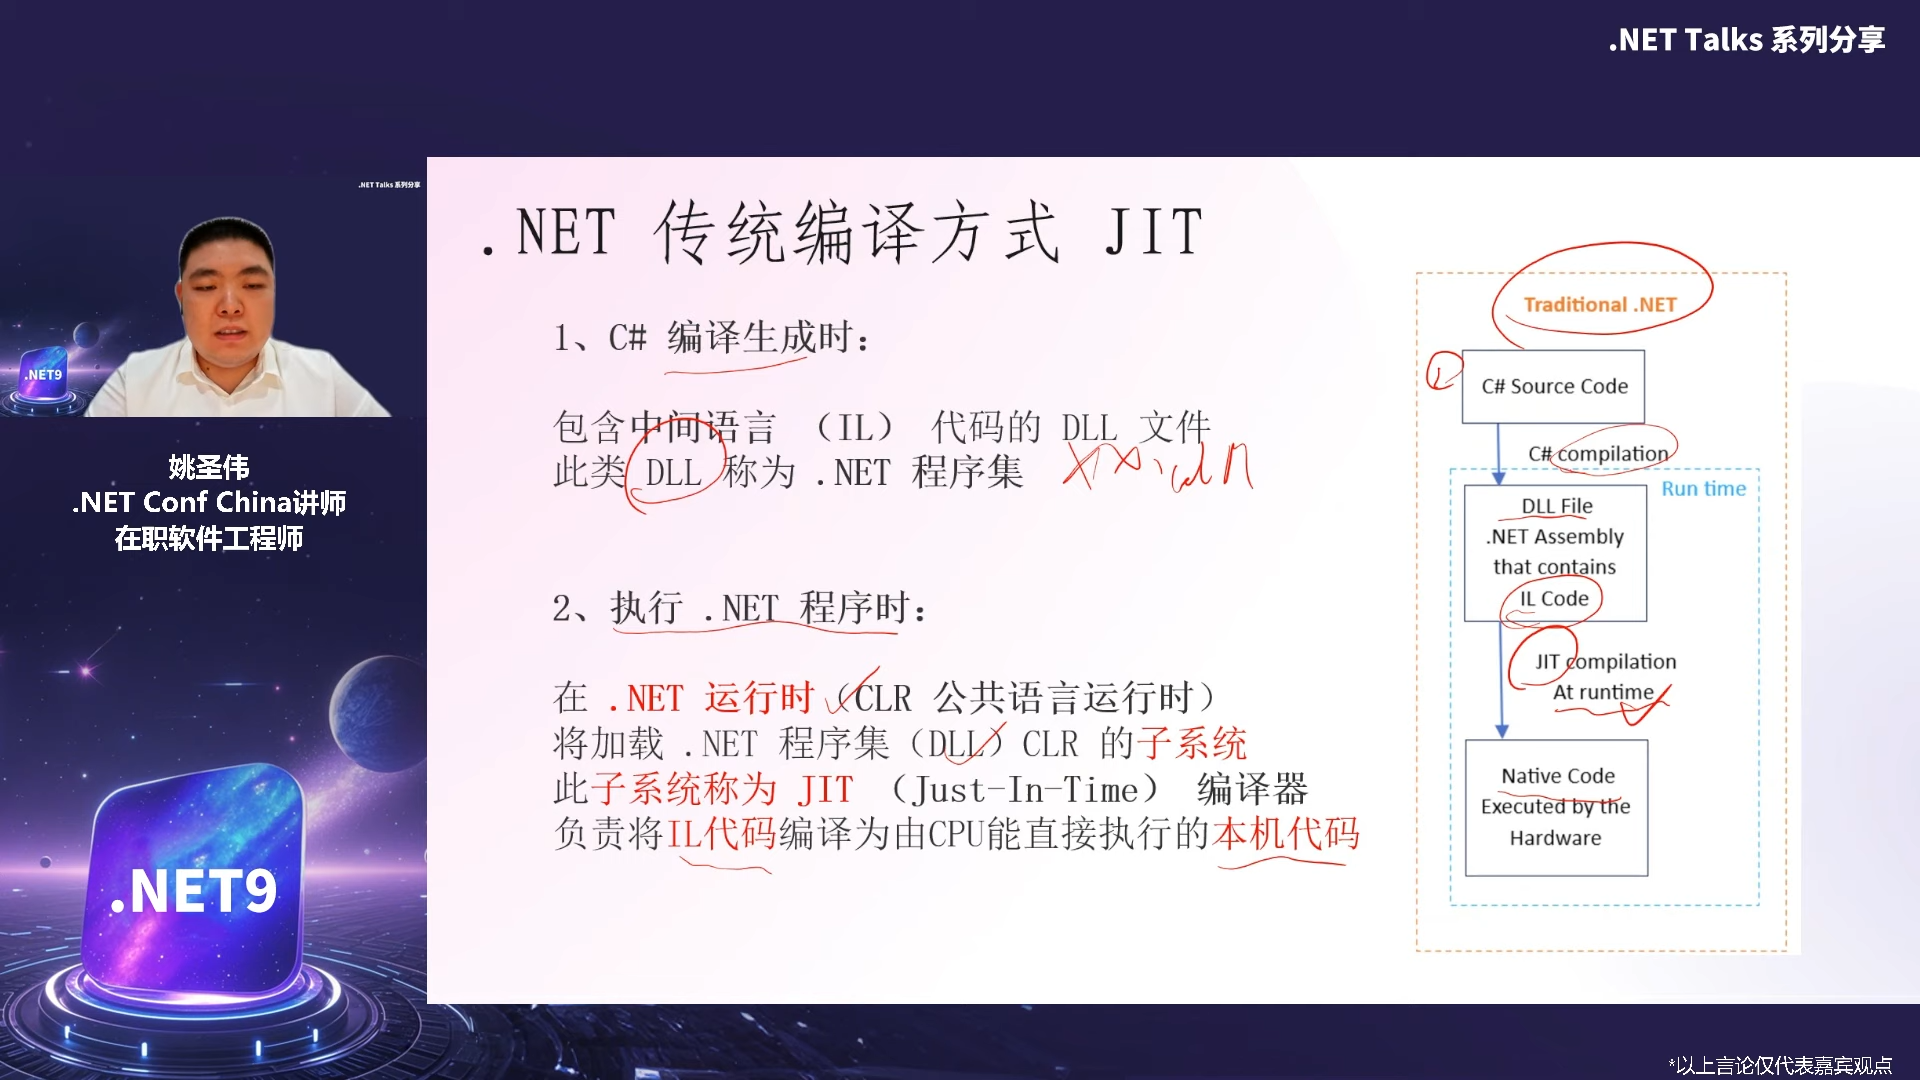 .NET Talks 系列分享
.NET Talks 系列分享
.NET9
姚圣伟
.NET Conf China讲师
在职软件工程师
.NET9
.NET 传统编译方式 JIT
1、C# 编译生成时：
包含中间语言 （IL） 代码的 DLL 文件
此类 DLL 称为 .NET 程序集
2、执行 .NET 程序时：
在 .NET 运行时（CLR 公共语言运行时）
将加载 .NET 程序集（DLL）CLR 的子系统
此子系统称为 JIT （Just-In-Time） 编译器
负责将IL代码编译为由CPU能直接执行的本机代码
Traditional .NET
C# Source Code
C# compilation
Run time
DLL File
.NET Assembly
that contains
IL Code
JIT compilation
At runtime
Native Code
Executed by the
Hardware
*以上言论仅代表嘉宾观点